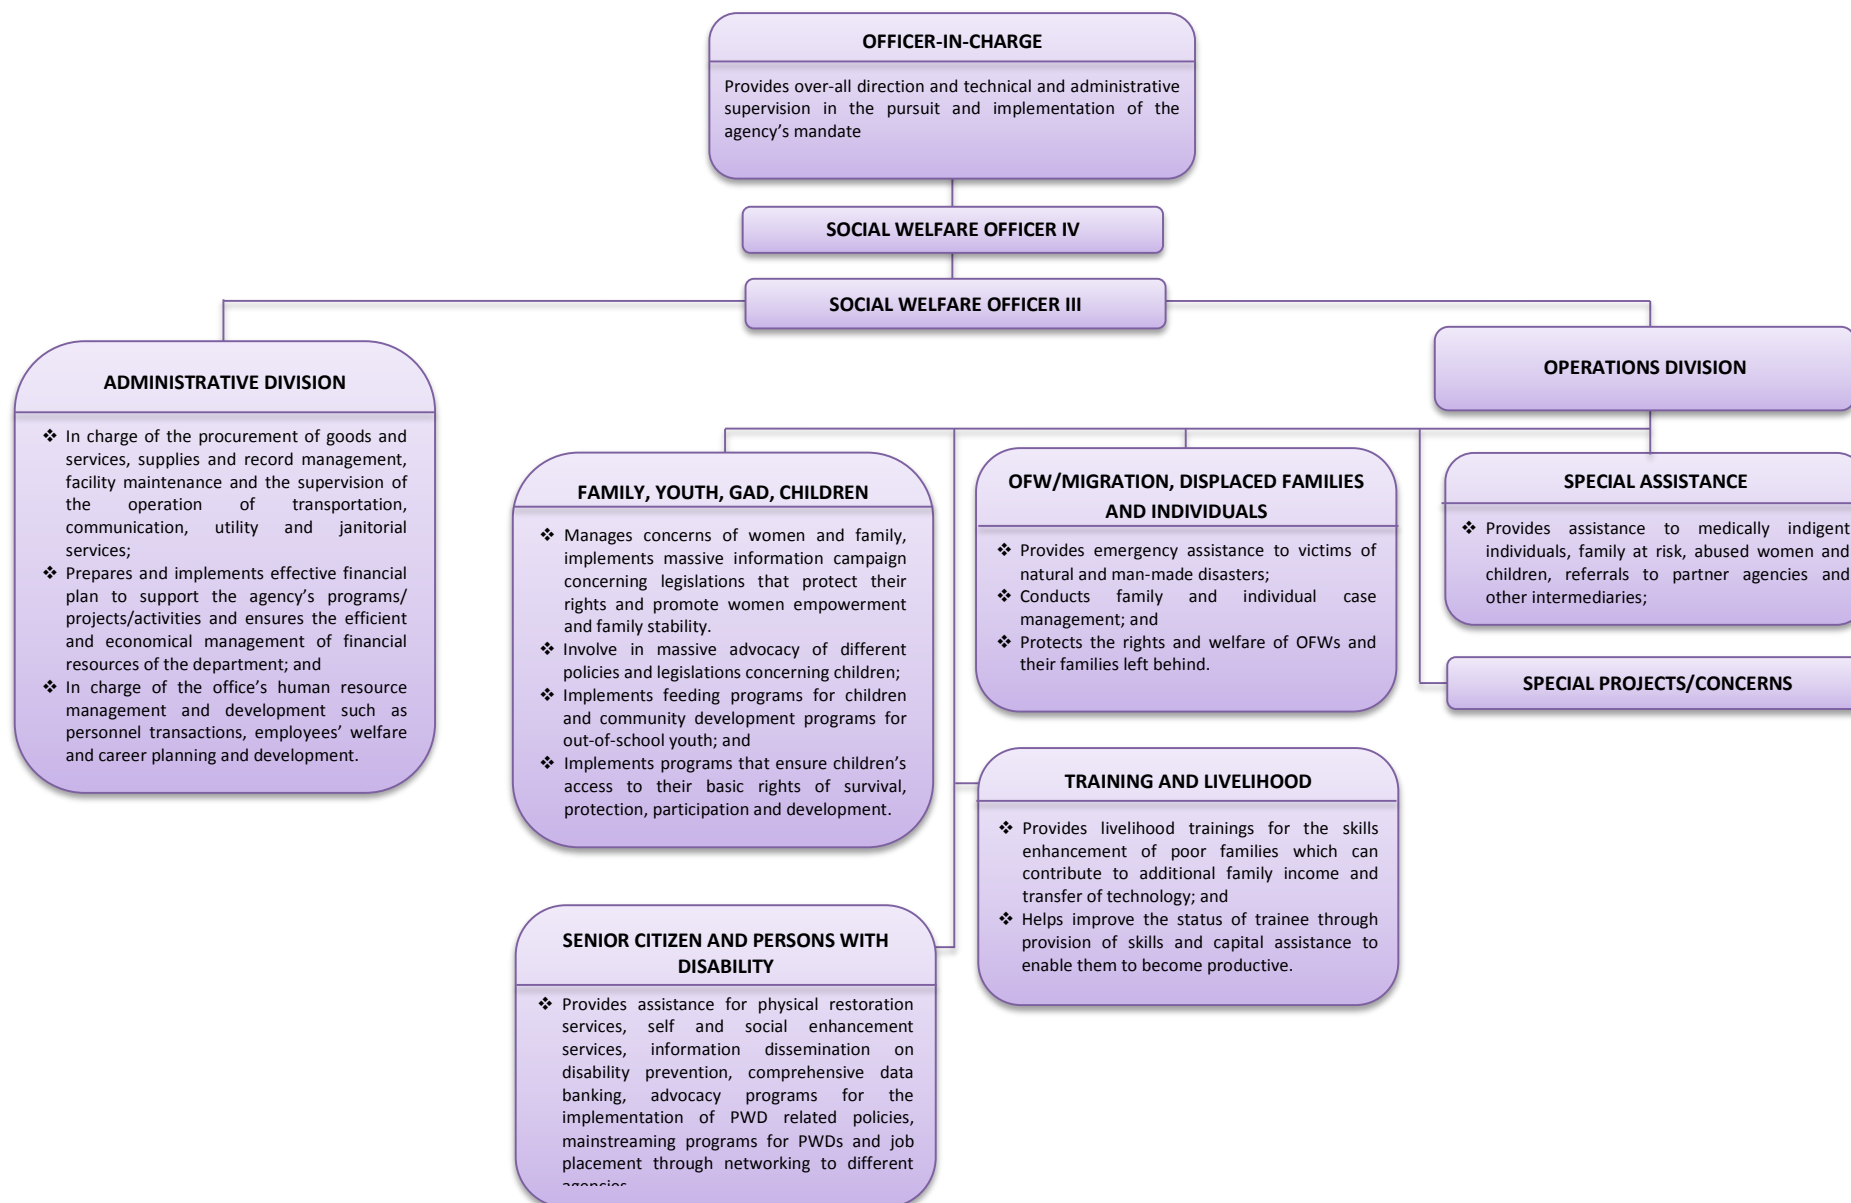 OFFICER-IN-CHARGE
Provides over-all direction and technical and administrative
supervision in the pursuit and implementation of the
agency’s mandate
SOCIAL WELFARE OFFICER IV
SOCIAL WELFARE OFFICER III
ADMINISTRATIVE DIVISION
❖ In charge of the procurement of goods and
services, supplies and record management,
facility maintenance and the supervision of
the operation of transportation,
communication, utility and janitorial
services;
❖ Prepares and implements effective financial
plan to support the agency’s programs/
projects/activities and ensures the efficient
and economical management of financial
resources of the department; and
❖ In charge of the office’s human resource
management and development such as
personnel transactions, employees’ welfare
and career planning and development.
OPERATIONS DIVISION
FAMILY, YOUTH, GAD, CHILDREN
❖ Manages concerns of women and family,
implements massive information campaign
concerning legislations that protect their
rights and promote women empowerment
and family stability.
❖ Involve in massive advocacy of different
policies and legislations concerning children;
❖ Implements feeding programs for children
and community development programs for
out-of-school youth; and
❖ Implements programs that ensure children’s
access to their basic rights of survival,
protection, participation and development.
OFW/MIGRATION, DISPLACED FAMILIES
AND INDIVIDUALS
❖ Provides emergency assistance to victims of
natural and man-made disasters;
❖ Conducts family and individual case
management; and
❖ Protects the rights and welfare of OFWs and
their families left behind.
SPECIAL ASSISTANCE
❖ Provides assistance to medically indigent
individuals, family at risk, abused women and
children, referrals to partner agencies and
other intermediaries;
SPECIAL PROJECTS/CONCERNS
TRAINING AND LIVELIHOOD
❖ Provides livelihood trainings for the skills
enhancement of poor families which can
contribute to additional family income and
transfer of technology; and
❖ Helps improve the status of trainee through
provision of skills and capital assistance to
enable them to become productive.
SENIOR CITIZEN AND PERSONS WITH
DISABILITY
❖ Provides assistance for physical restoration
services, self and social enhancement
services, information dissemination on
disability prevention, comprehensive data
banking, advocacy programs for the
implementation of PWD related policies,
mainstreaming programs for PWDs and job
placement through networking to different